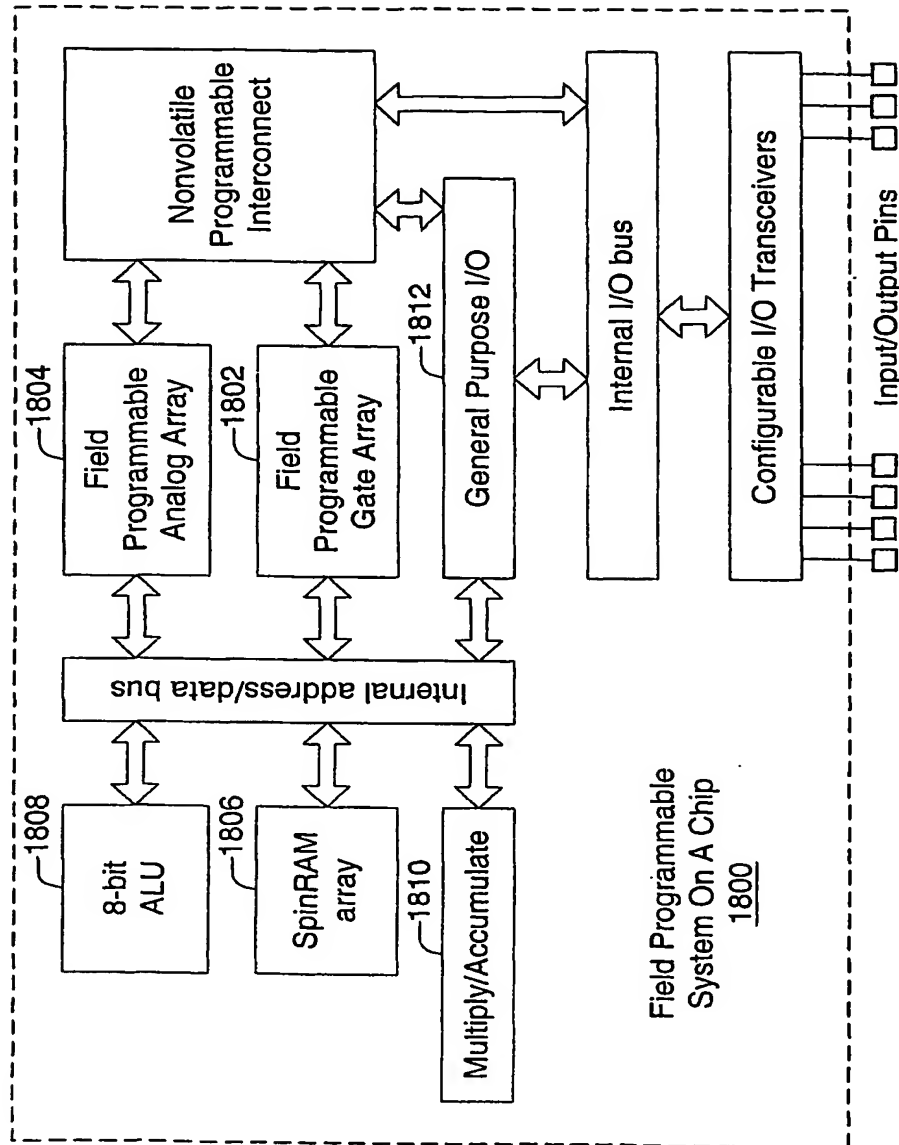 1808
8-bit
ALU
1806
SpinRAM
array
1810
Multiply/Accumulate
Internal address/data bus
1804
Field
Programmable
Analog Array
1802
Field
Programmable
Gate Array
1812
General Purpose I/O
Nonvolatile
Programmable
Interconnect
Internal I/O bus
Configurable I/O Transceivers
Input/Output Pins
Field Programmable
System On A Chip
1800